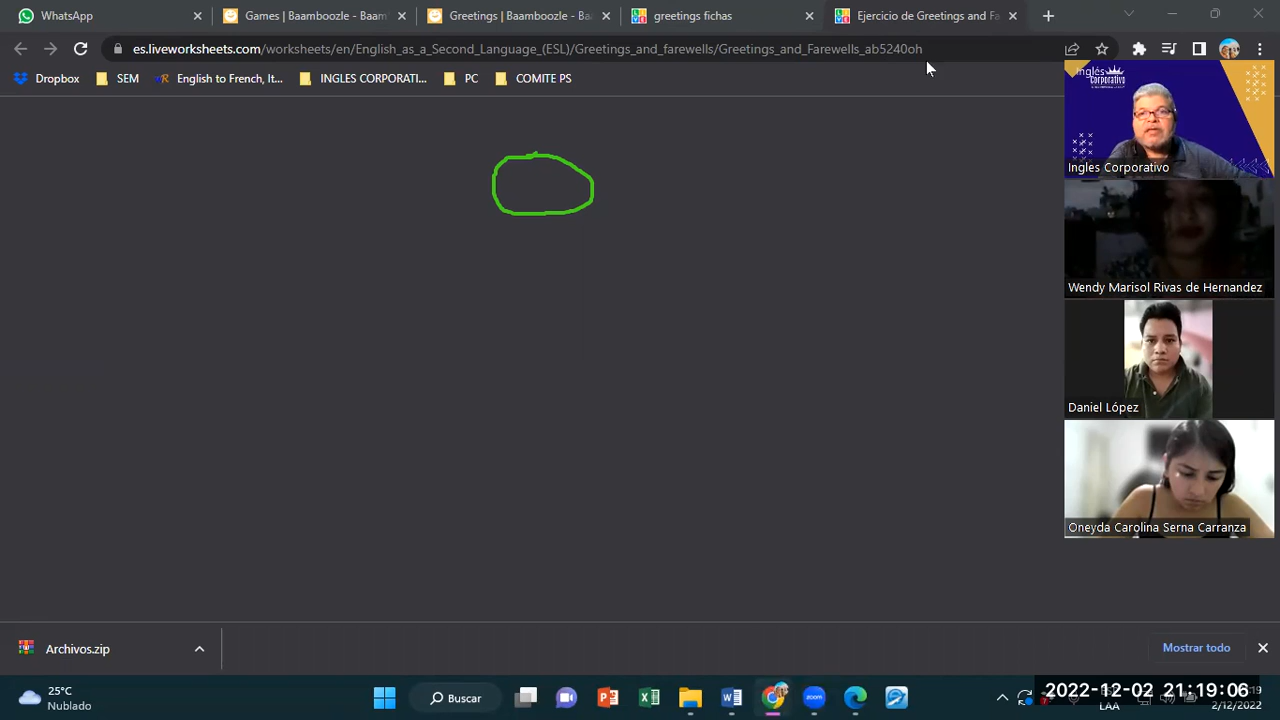 WhatsApp
Games | Baamboozle - Baam
Greetings | Baamboozle - Ba
greetings fichas
Ejercicio de Greetings and Fa
es.liveworksheets.com/worksheets/en/English_as_a_Second_Language_(ESL)/Greetings_and_farewells/Greetings_and_Farewells_ab5240oh
Dropbox
SEM
English to French, It...
INGLES CORPORATI...
PC
COMITE PS
Inglés
corporativo
Ingles Corporativo
Wendy Marisol Rivas de Hernandez
Daniel López
Oneyda Carolina Serna Carranza
Archivos.zip
Mostrar todo
25°C
Nublado
Buscar
2022-12-02 21:19:06
LAA
2/12/2022